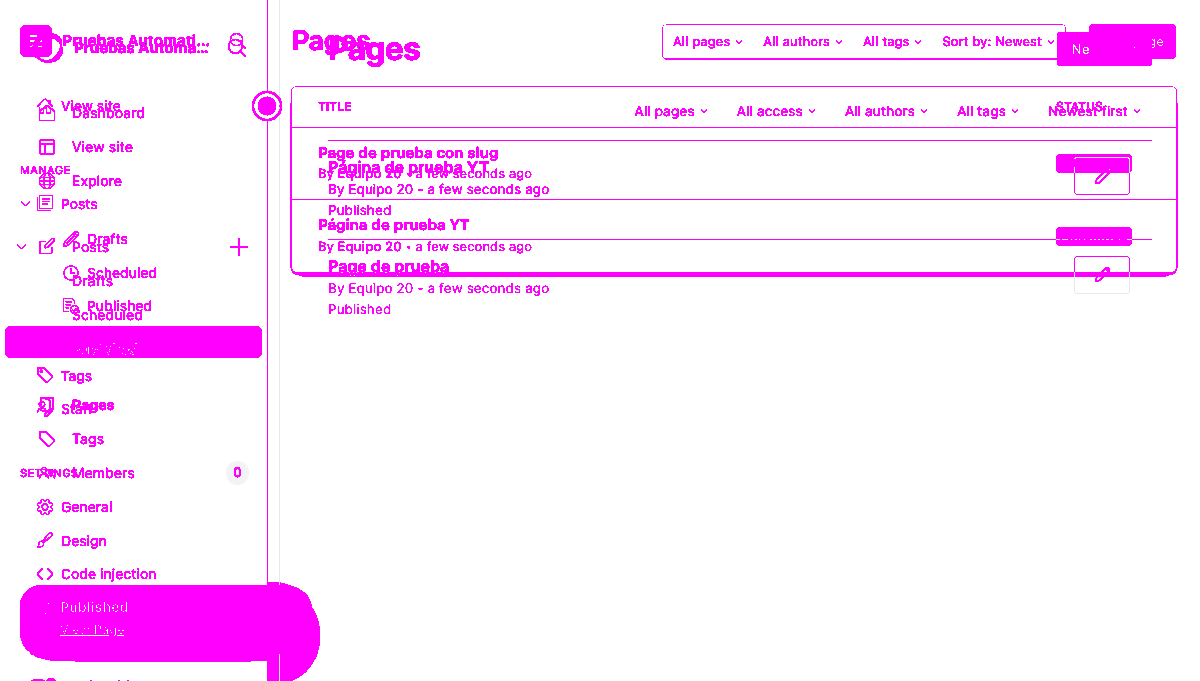 Pruebas Automati...
Pruebas Automa...
View site
Dashboard
View site
MANAGE
Explore
Posts
Drafts
Posts
Scheduled
Drafts
Published
Scheduled
Tags
Pages
Staff
Tags
SETTINGS
Members
0
General
Design
Code injection
Published
View Page
Pages
Pages
All pages
All authors
All tags
Sort by: Newest
Ne
ge
TITLE
STATUS
All pages
All access
All authors
All tags
Newest first
Page de prueba con slug
Página de prueba YT
By Equipo 20 • a few seconds ago
By Equipo 20 - a few seconds ago
Published
Página de prueba YT
By Equipo 20 • a few seconds ago
Page de prueba
By Equipo 20 - a few seconds ago
Published